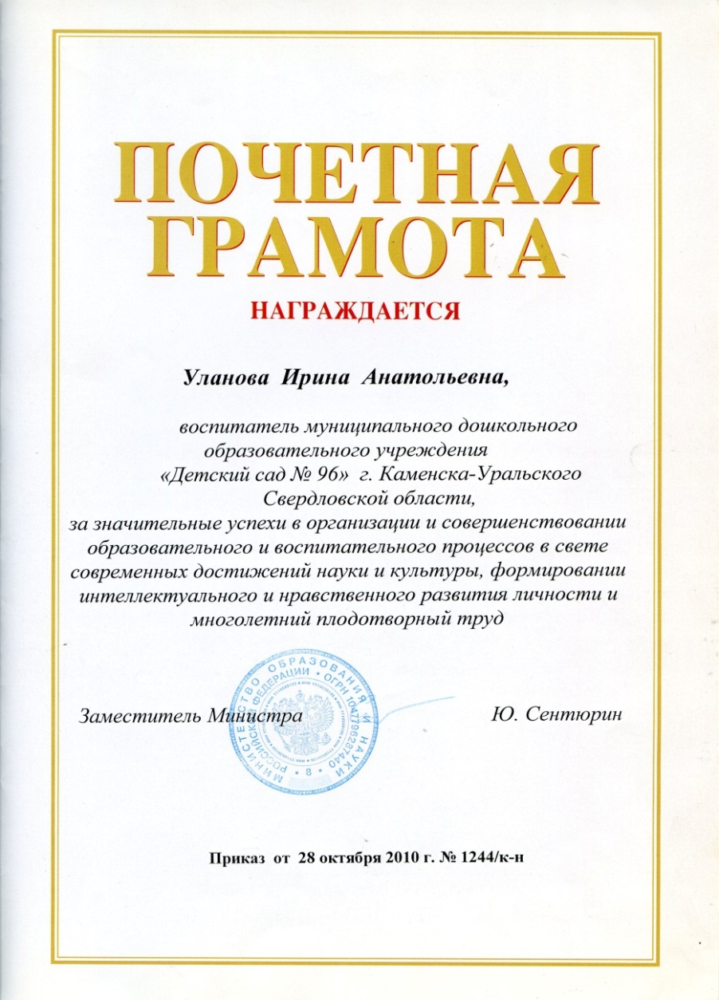 ПОЧЕТНАЯ
ГРАМОТА
НАГРАЖДАЕТСЯ
Уланова Ирина Анатольевна,
воспитатель муниципального дошкольного
образовательного учреждения
«Детский сад № 96» г. Каменска-Уральского
Свердловской области,
за значительные успехи в организации и совершенствовании
образовательного и воспитательного процессов в свете
современных достижений науки и культуры, формировании
интеллектуального и нравственного развития личности и
многолетний плодотворный труд
Заместитель Министра
Ю. Сентюрин
МИНИСТЕРСТВО ОБРАЗОВАНИЯ И НАУКИ
РОССИЙСКОЙ ФЕДЕРАЦИИ • ОГРН 1047796287440
• 8 •
Приказ от 28 октября 2010 г. № 1244/к-н